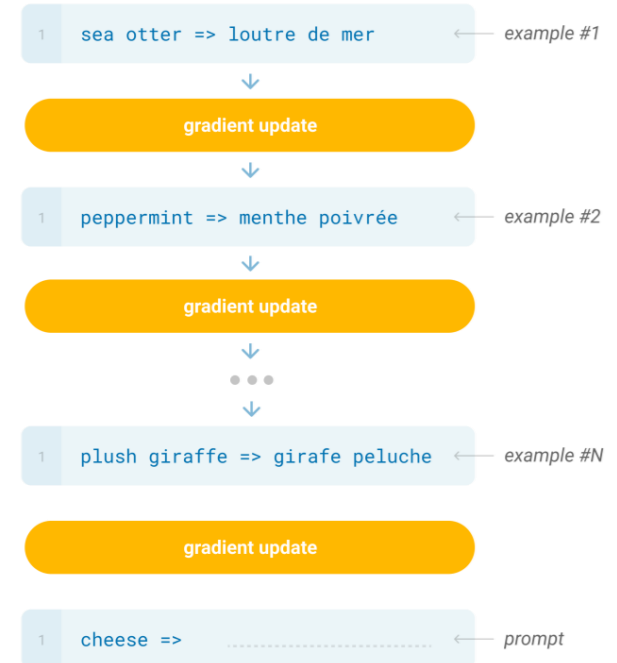 1 sea otter => loutre de mer example #1
gradient update
1 peppermint => menthe poivrée example #2
gradient update
1 plush giraffe => girafe peluche example #N
gradient update
1 cheese => prompt